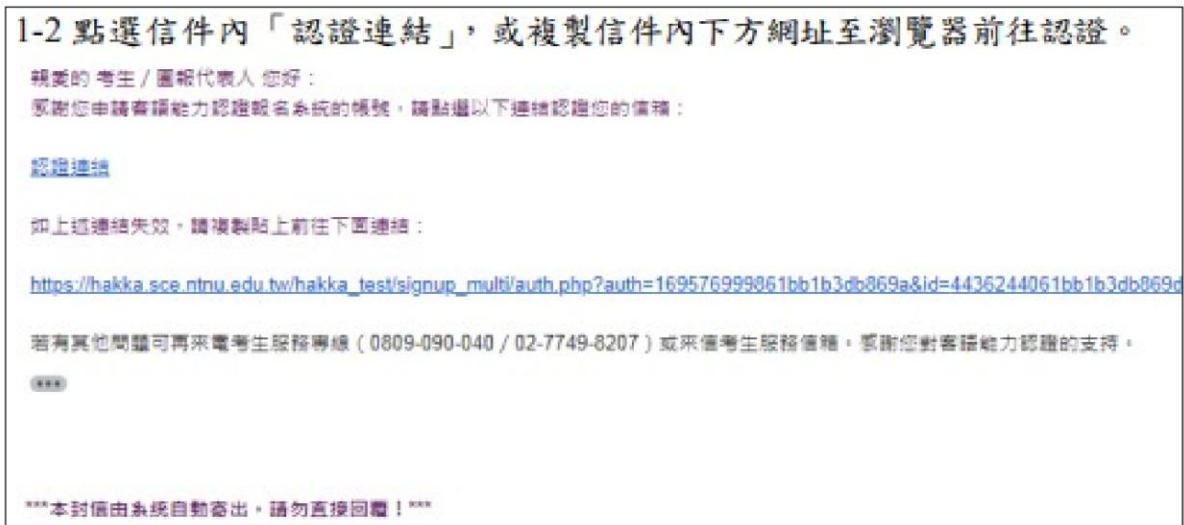 1-2 點選信件內「認證連結」，或複製信件內下方網址至瀏覽器前往認證。
親愛的 考生 / 團報代表人 您好：
感謝您申請客語能力認證報名系統的帳號，請點選以下連結認證您的信箱：
認證連結
如上述連結失效，請複製貼上前往下面連結：
https://hakka.sce.ntnu.edu.tw/hakka_test/signup_multi/auth.php?auth=169576999861bb1b3db869a&id=4436244061bb1b3db869d
若有其他問題可再來電考生服務專線（0809-090-040 / 02-7749-8207）或來信考生服務信箱，感謝您對客語能力認證的支持。
***本封信由系統自動寄出，請勿直接回覆！***